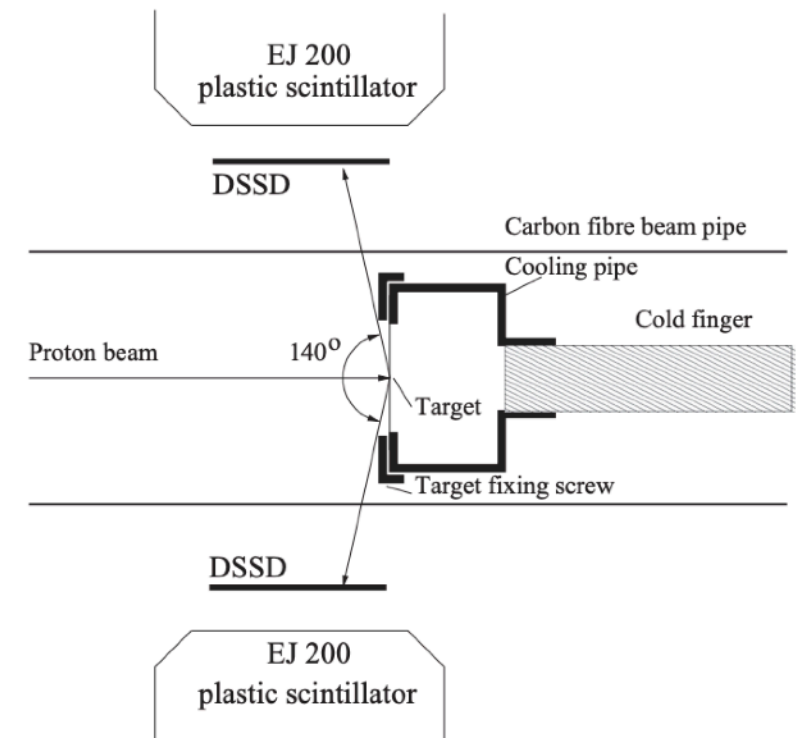 EJ 200
plastic scintillator
DSSD
Carbon fibre beam pipe
Cooling pipe
Cold finger
Proton beam
140°
Target
Target fixing screw
DSSD
EJ 200
plastic scintillator